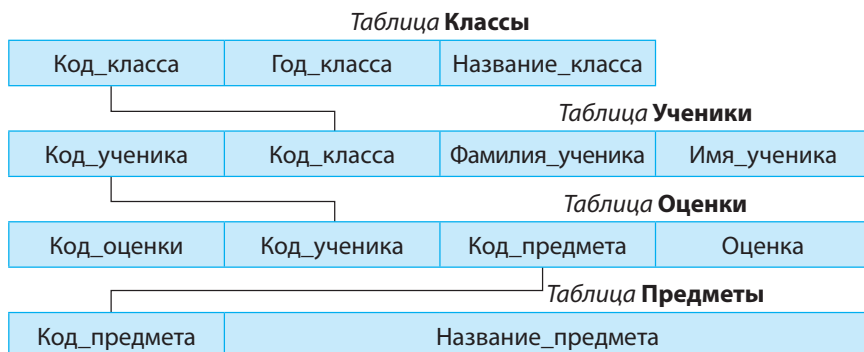 Таблица Классы
Код_класса Год_класса Название_класса
Таблица Ученики
Код_ученика Код_класса Фамилия_ученика Имя_ученика
Таблица Оценки
Код_оценки Код_ученика Код_предмета Оценка
Таблица Предметы
Код_предмета Название_предмета